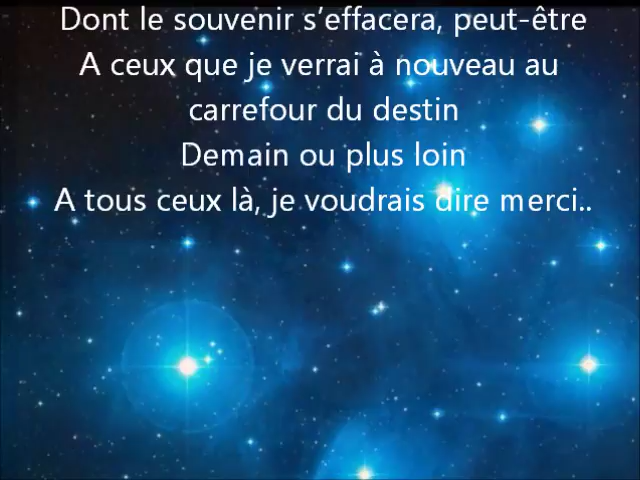 Dont le souvenir s’effacera, peut-être
A ceux que je verrai à nouveau au
carrefour du destin
Demain ou plus loin
A tous ceux là, je voudrais dire merci..